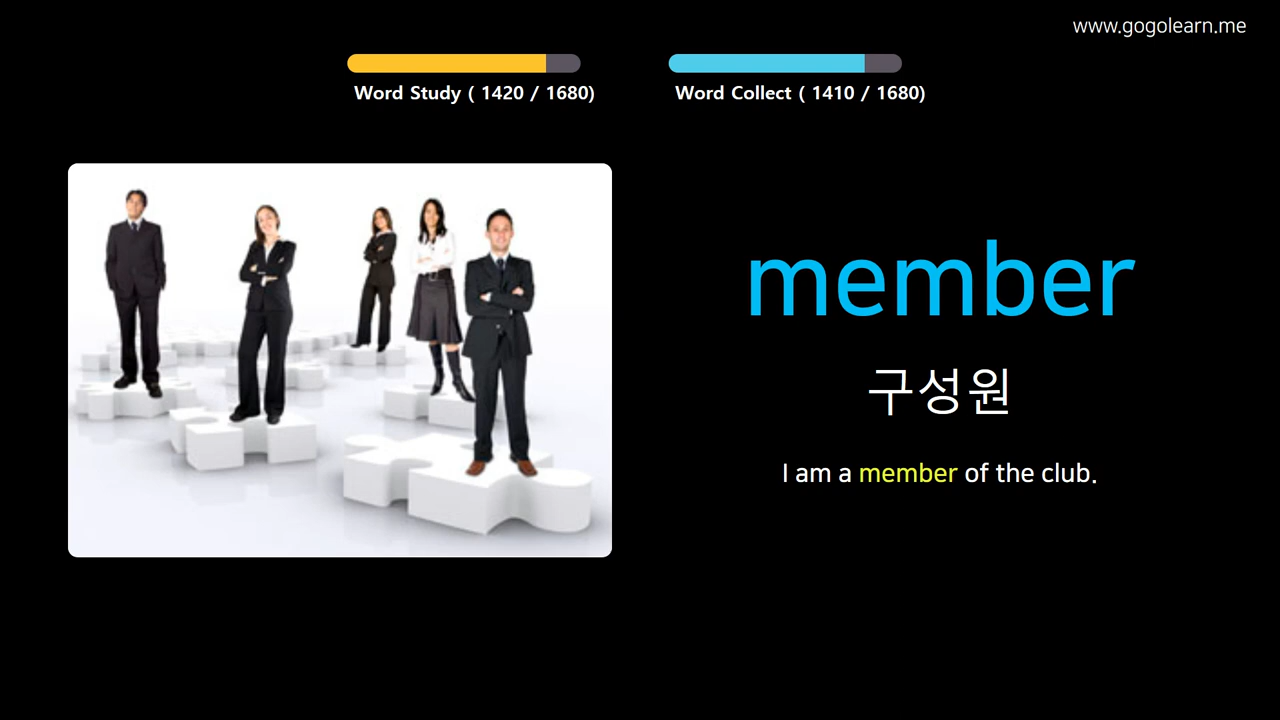 www.gogolearn.me
Word Study ( 1420 / 1680)
Word Collect ( 1410 / 1680)
member
구성원
I am a member of the club.